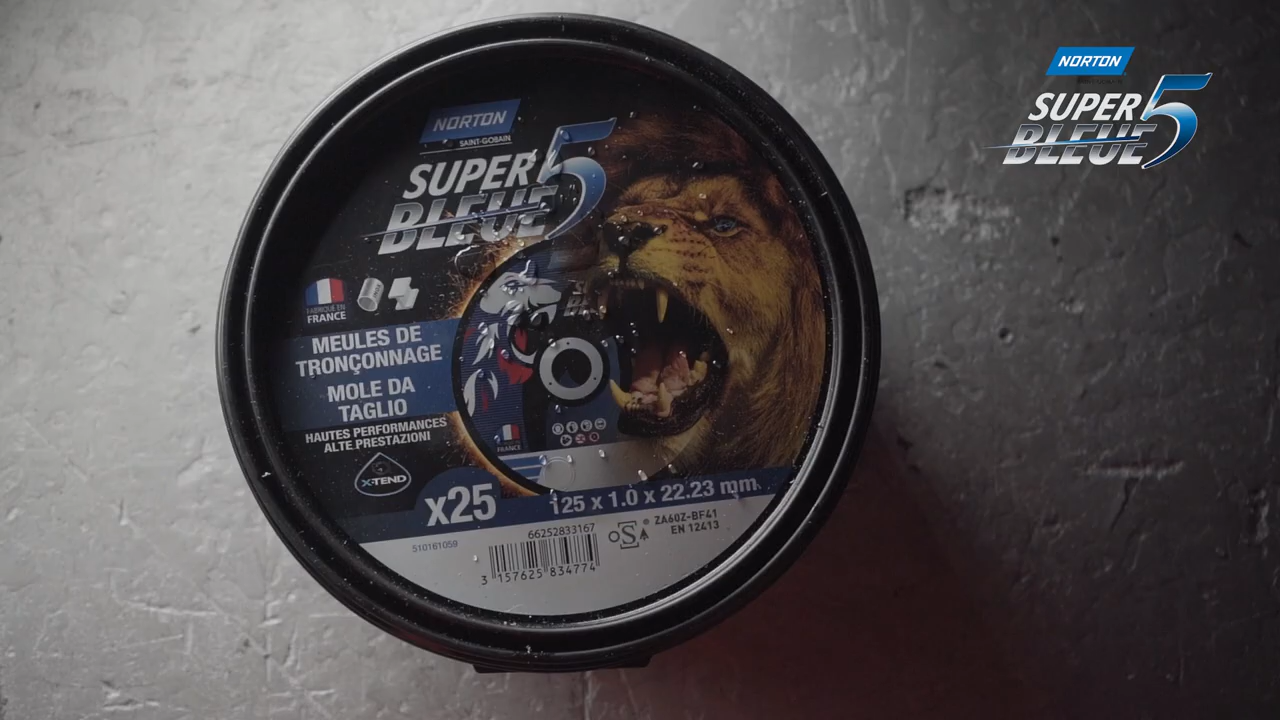 NORTON
SAINT-GOBAIN
SUPER
BLEUE 5
FABRIQUÉ EN
FRANCE
MEULES DE
TRONÇONNAGE
MOLE DA
TAGLIO
HAUTES PERFORMANCES
ALTE PRESTAZIONI
X-TEND
FRANCE
x25
125 x 1.0 x 22.23 mm
510161059
66252833167
3 157625 834774
oSa®
ZA60Z-BF41
EN 12413
NORTON
SUPER
BLEUE 5